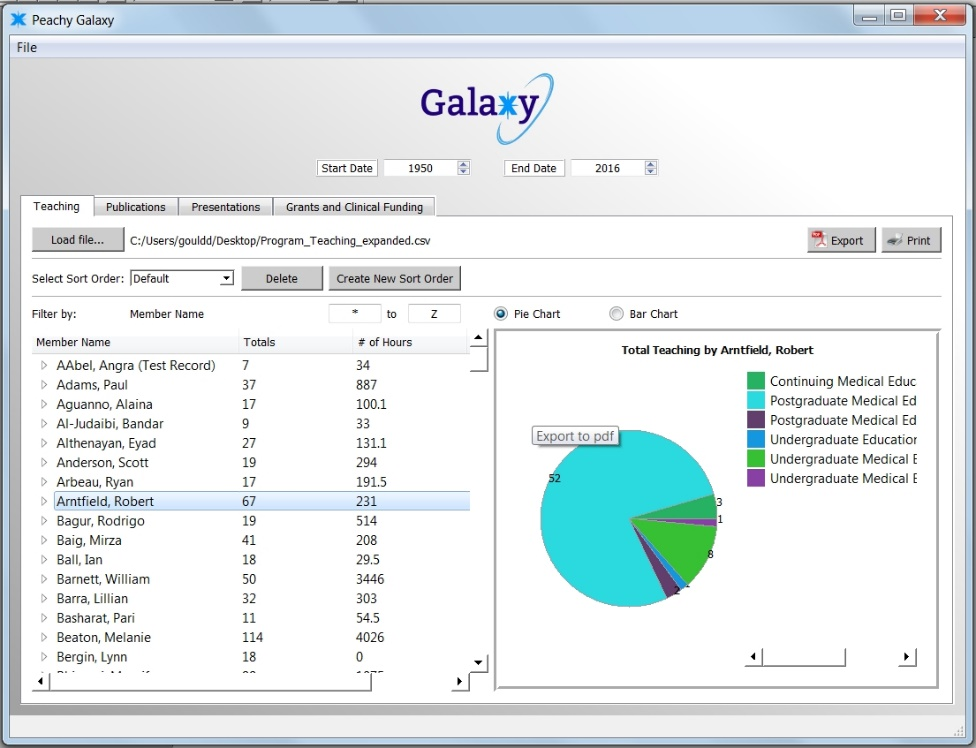 Peachy Galaxy
File
Galaxy
Start Date 1950 End Date 2016
Teaching Publications Presentations Grants and Clinical Funding
Load file... C:/Users/gouldd/Desktop/Program_Teaching_expanded.csv Export Print
Select Sort Order: Default Delete Create New Sort Order
Filter by: Member Name * to Z Pie Chart Bar Chart
Member Name Totals # of Hours
AAbel, Angra (Test Record) 7 34
Adams, Paul 37 887
Aguanno, Alaina 17 100.1
Al-Judaibi, Bandar 9 33
Althenayan, Eyad 27 131.1
Anderson, Scott 19 294
Arbeau, Ryan 17 191.5
Arntfield, Robert 67 231
Bagur, Rodrigo 19 514
Baig, Mirza 41 208
Ball, Ian 18 29.5
Barnett, William 50 3446
Barra, Lillian 32 303
Basharat, Pari 11 54.5
Beaton, Melanie 114 4026
Bergin, Lynn 18 0
Total Teaching by Arntfield, Robert
Continuing Medical Educ
Postgraduate Medical Ed
Postgraduate Medical Ed
Undergraduate Education
Undergraduate Medical E
Undergraduate Medical E
Export to pdf
52
3
1
8
2